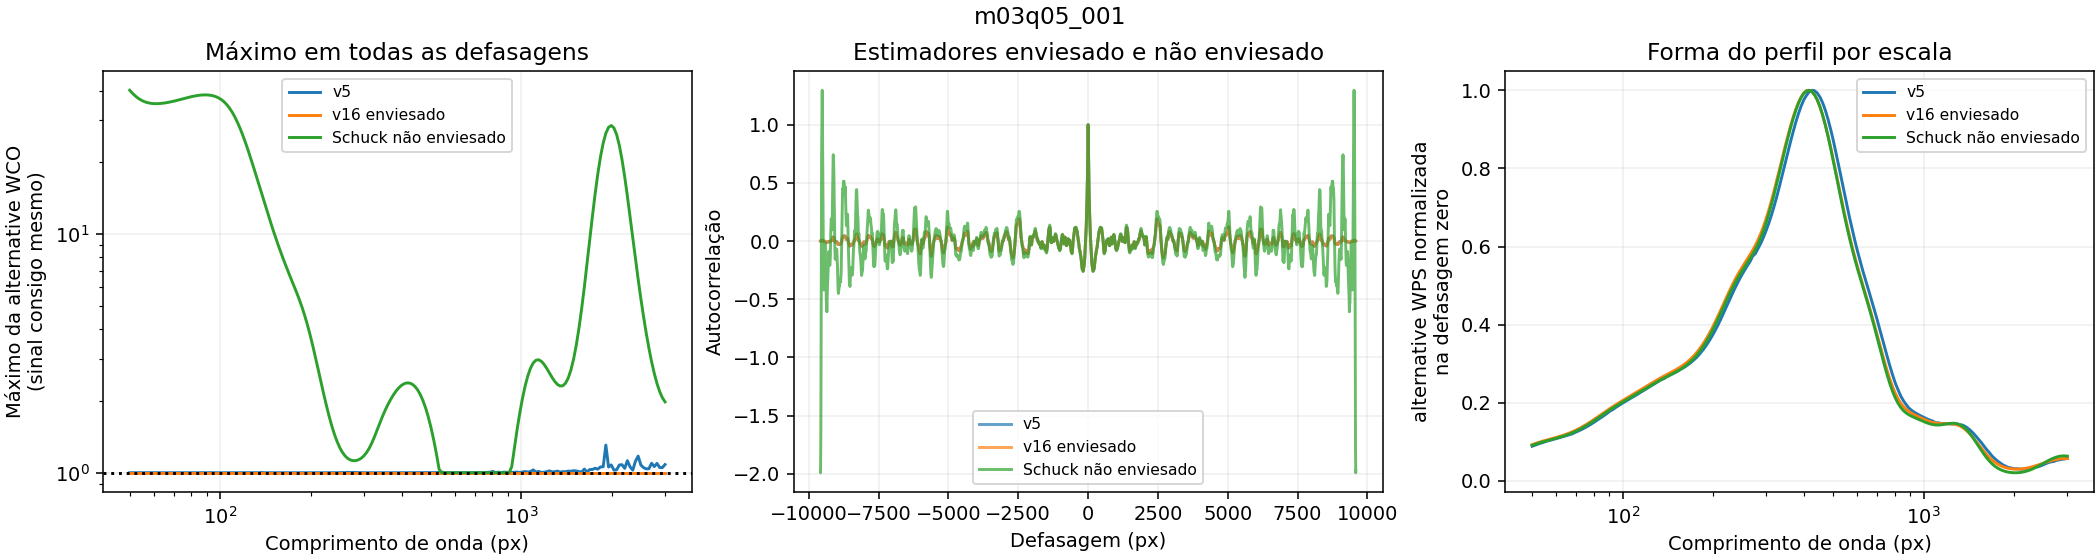 m03q05_001
Máximo em todas as defasagens
Máximo da alternative WCO
(sinal consigo mesmo)
10¹
10⁰
v5
v16 enviesado
Schuck não enviesado
10²
10³
Comprimento de onda (px)
Estimadores enviesado e não enviesado
Autocorrelação
1.0
0.5
0.0
−0.5
−1.0
−1.5
−2.0
v5
v16 enviesado
Schuck não enviesado
−10000
−7500
−5000
−2500
0
2500
5000
7500
10000
Defasagem (px)
Forma do perfil por escala
alternative WPS normalizada
na defasagem zero
1.0
0.8
0.6
0.4
0.2
0.0
v5
v16 enviesado
Schuck não enviesado
10²
10³
Comprimento de onda (px)